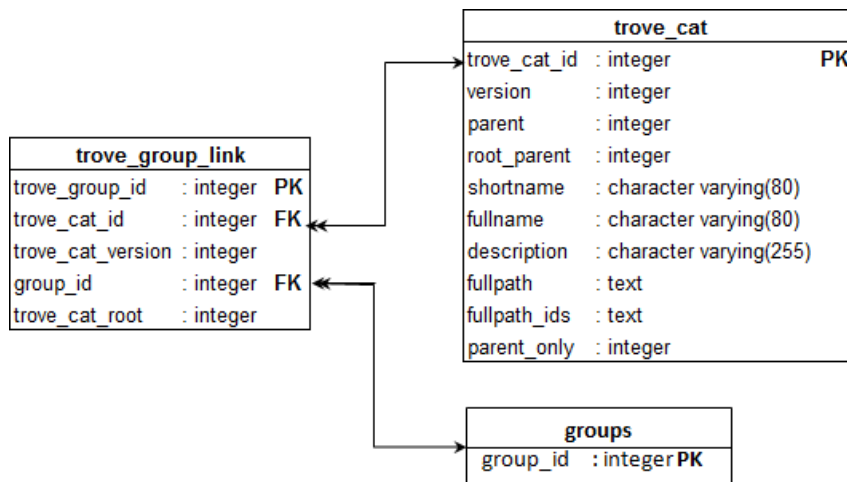 trove_cat
trove_cat_id : integer PK
version : integer
parent : integer
root_parent : integer
shortname : character varying(80)
fullname : character varying(80)
description : character varying(255)
fullpath : text
fullpath_ids : text
parent_only : integer
trove_group_link
trove_group_id : integer PK
trove_cat_id : integer FK
trove_cat_version : integer
group_id : integer FK
trove_cat_root : integer
groups
group_id : integer PK